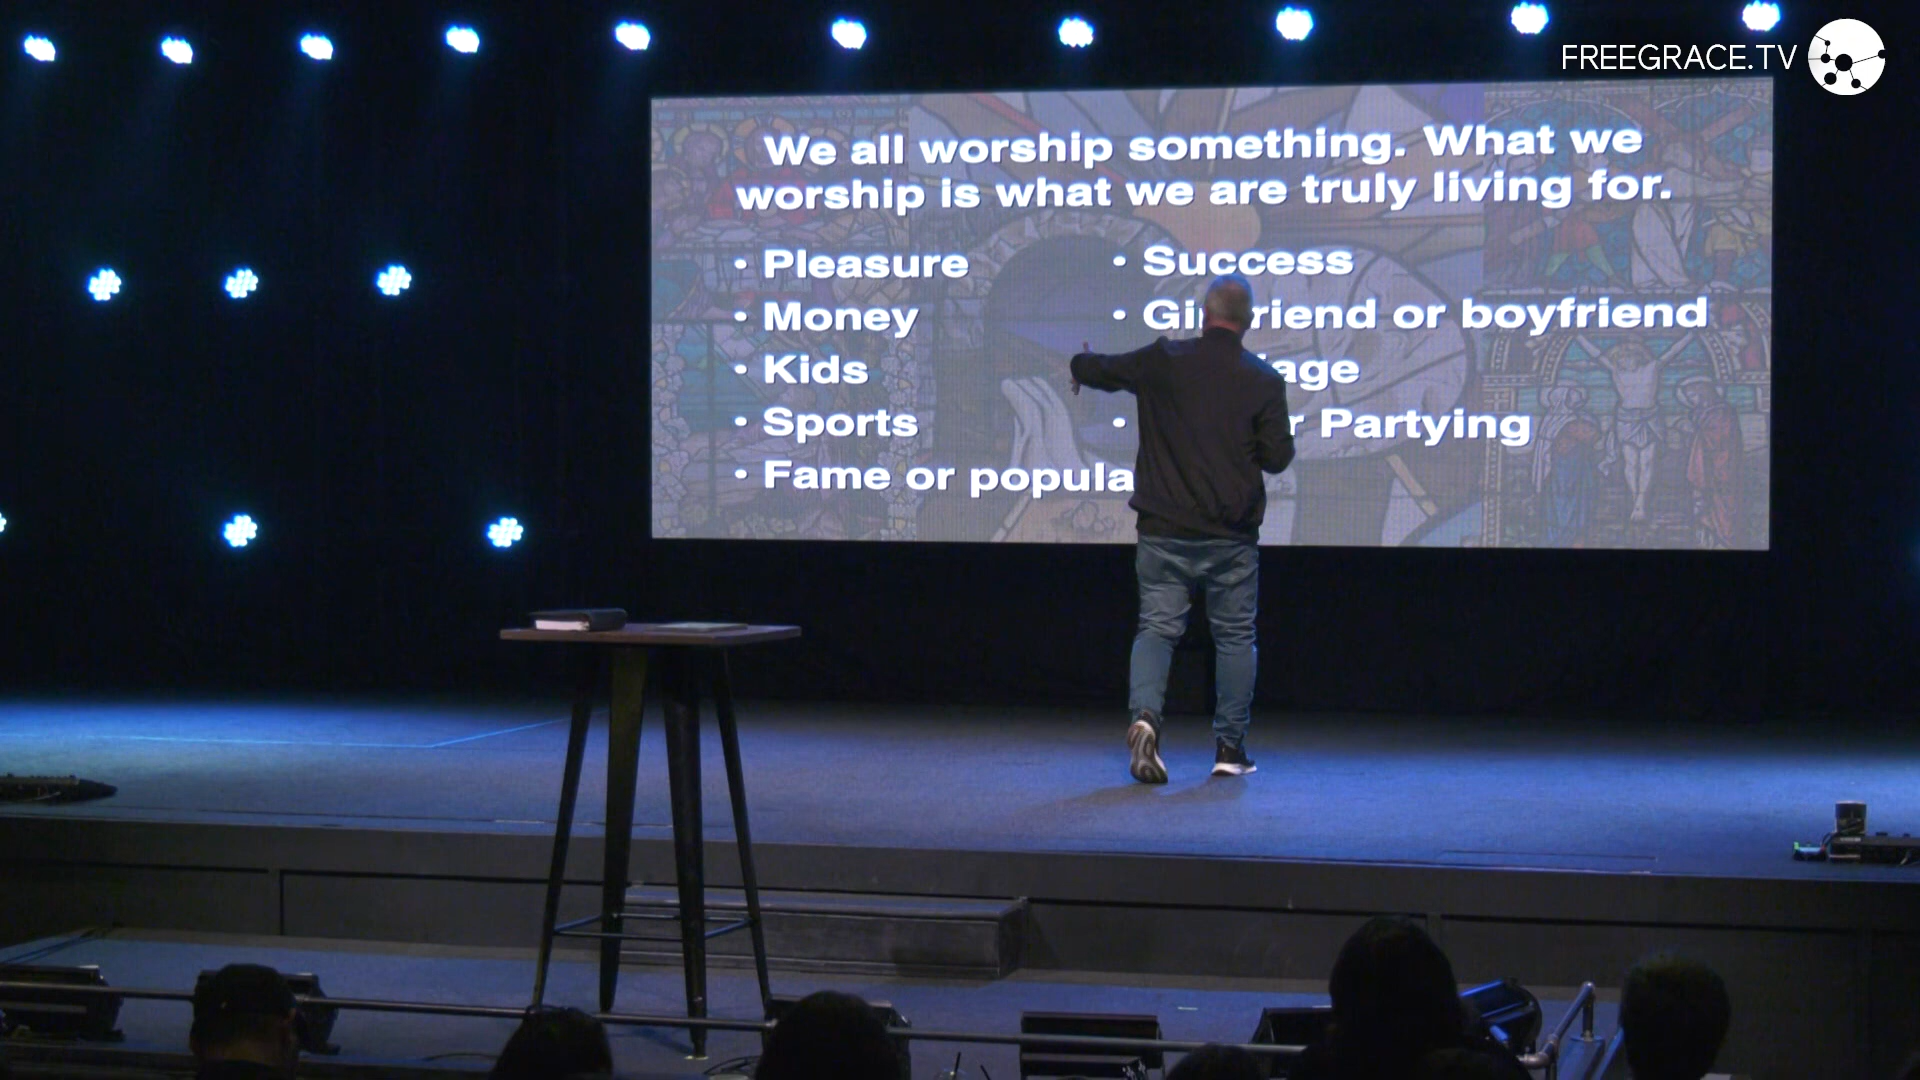 FREEGRACE.TV
We all worship something. What we
worship is what we are truly living for.
• Pleasure
• Money
• Kids
• Sports
• Fame or popula
• Success
• Gi riend or boyfriend
age
• r Partying